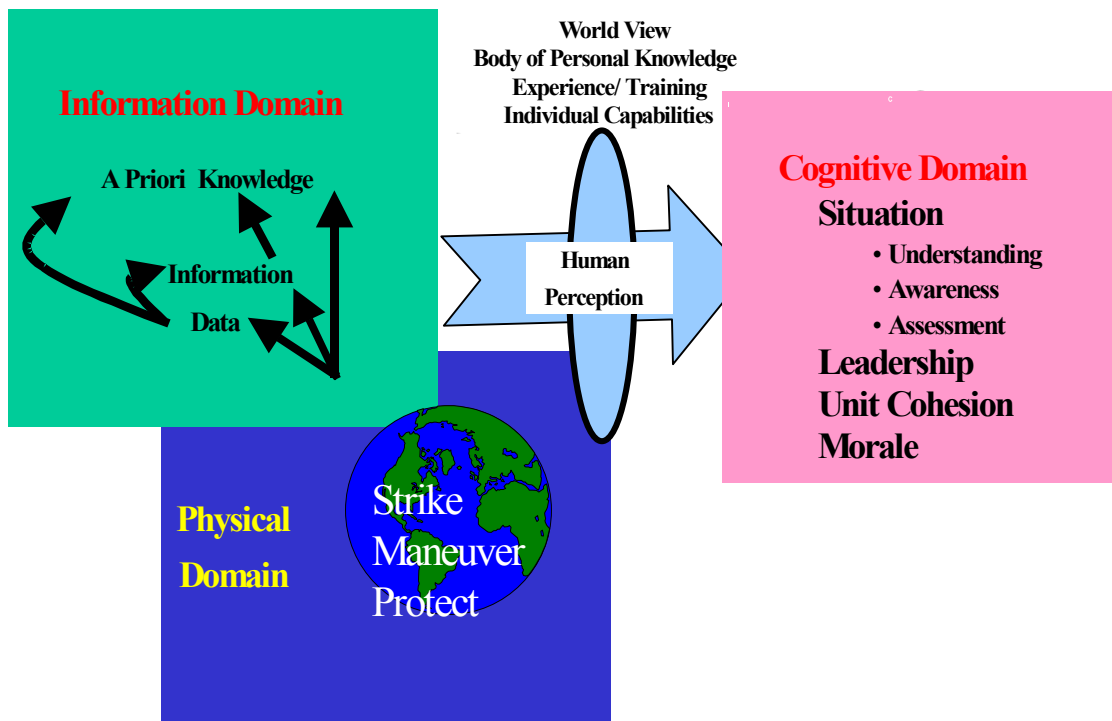 World View
Body of Personal Knowledge
Experience/ Training
Individual Capabilities
Information Domain
A Priori Knowledge
Information
Data
Human
Perception
Cognitive Domain
Situation
• Understanding
• Awareness
• Assessment
Leadership
Unit Cohesion
Morale
Physical
Domain
Strike
Maneuver
Protect